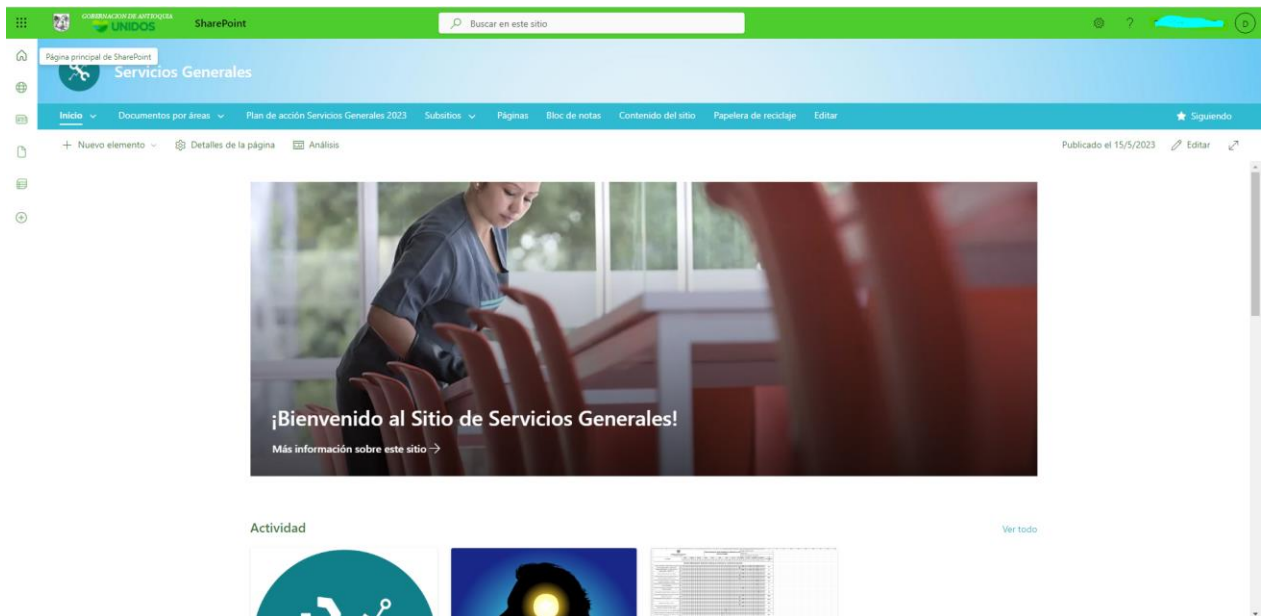 GOBERNACIÓN DE ANTIOQUIA
UNIDOS
SharePoint
Buscar en este sitio
?
D
Página principal de SharePoint
Servicios Generales
Inicio Documentos por áreas Plan de acción Servicios Generales 2023 Subsitios Páginas Bloc de notas Contenido del sitio Papelera de reciclaje Editar Siguiendo
+ Nuevo elemento Detalles de la página Análisis Publicado el 15/5/2023 Editar
¡Bienvenido al Sitio de Servicios Generales!
Más información sobre este sitio →
Actividad Ver todo